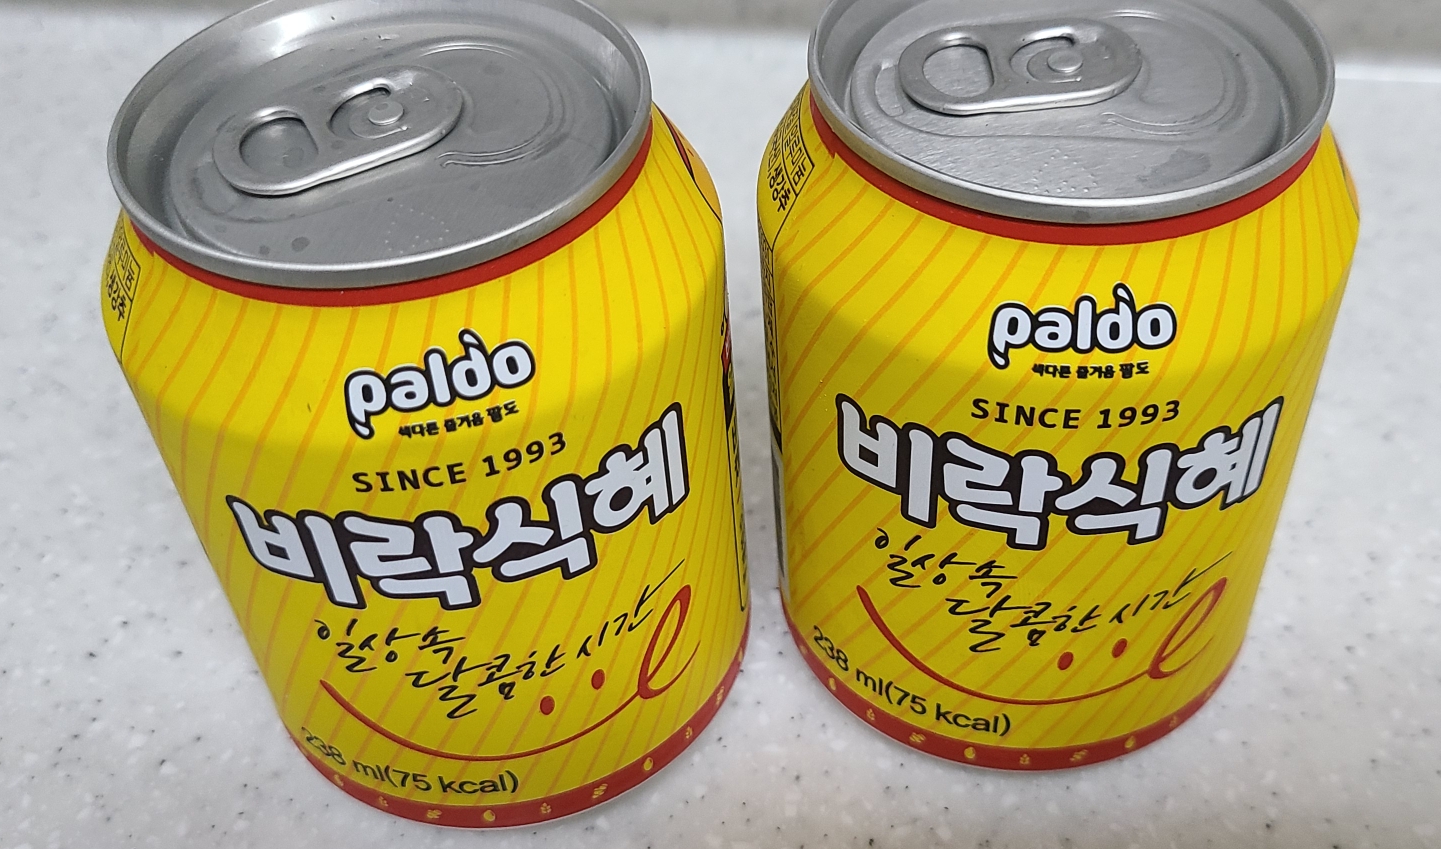 paldo
색다른 즐거움 팔도
SINCE 1993
비락식혜
일상 속
달콤한 시간
238 ml(75 kcal)
paldo
색다른 즐거움 팔도
SINCE 1993
비락식혜
일상 속
달콤한 시간
238 ml(75 kcal)